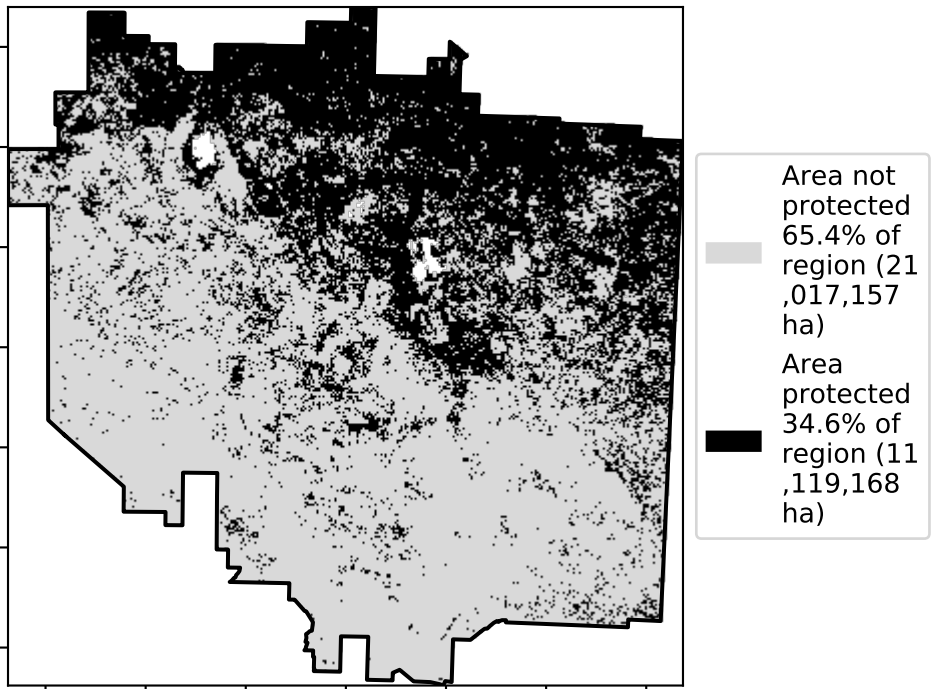 Area not
protected
65.4% of
region (21
,017,157
ha)
Area
protected
34.6% of
region (11
,119,168
ha)